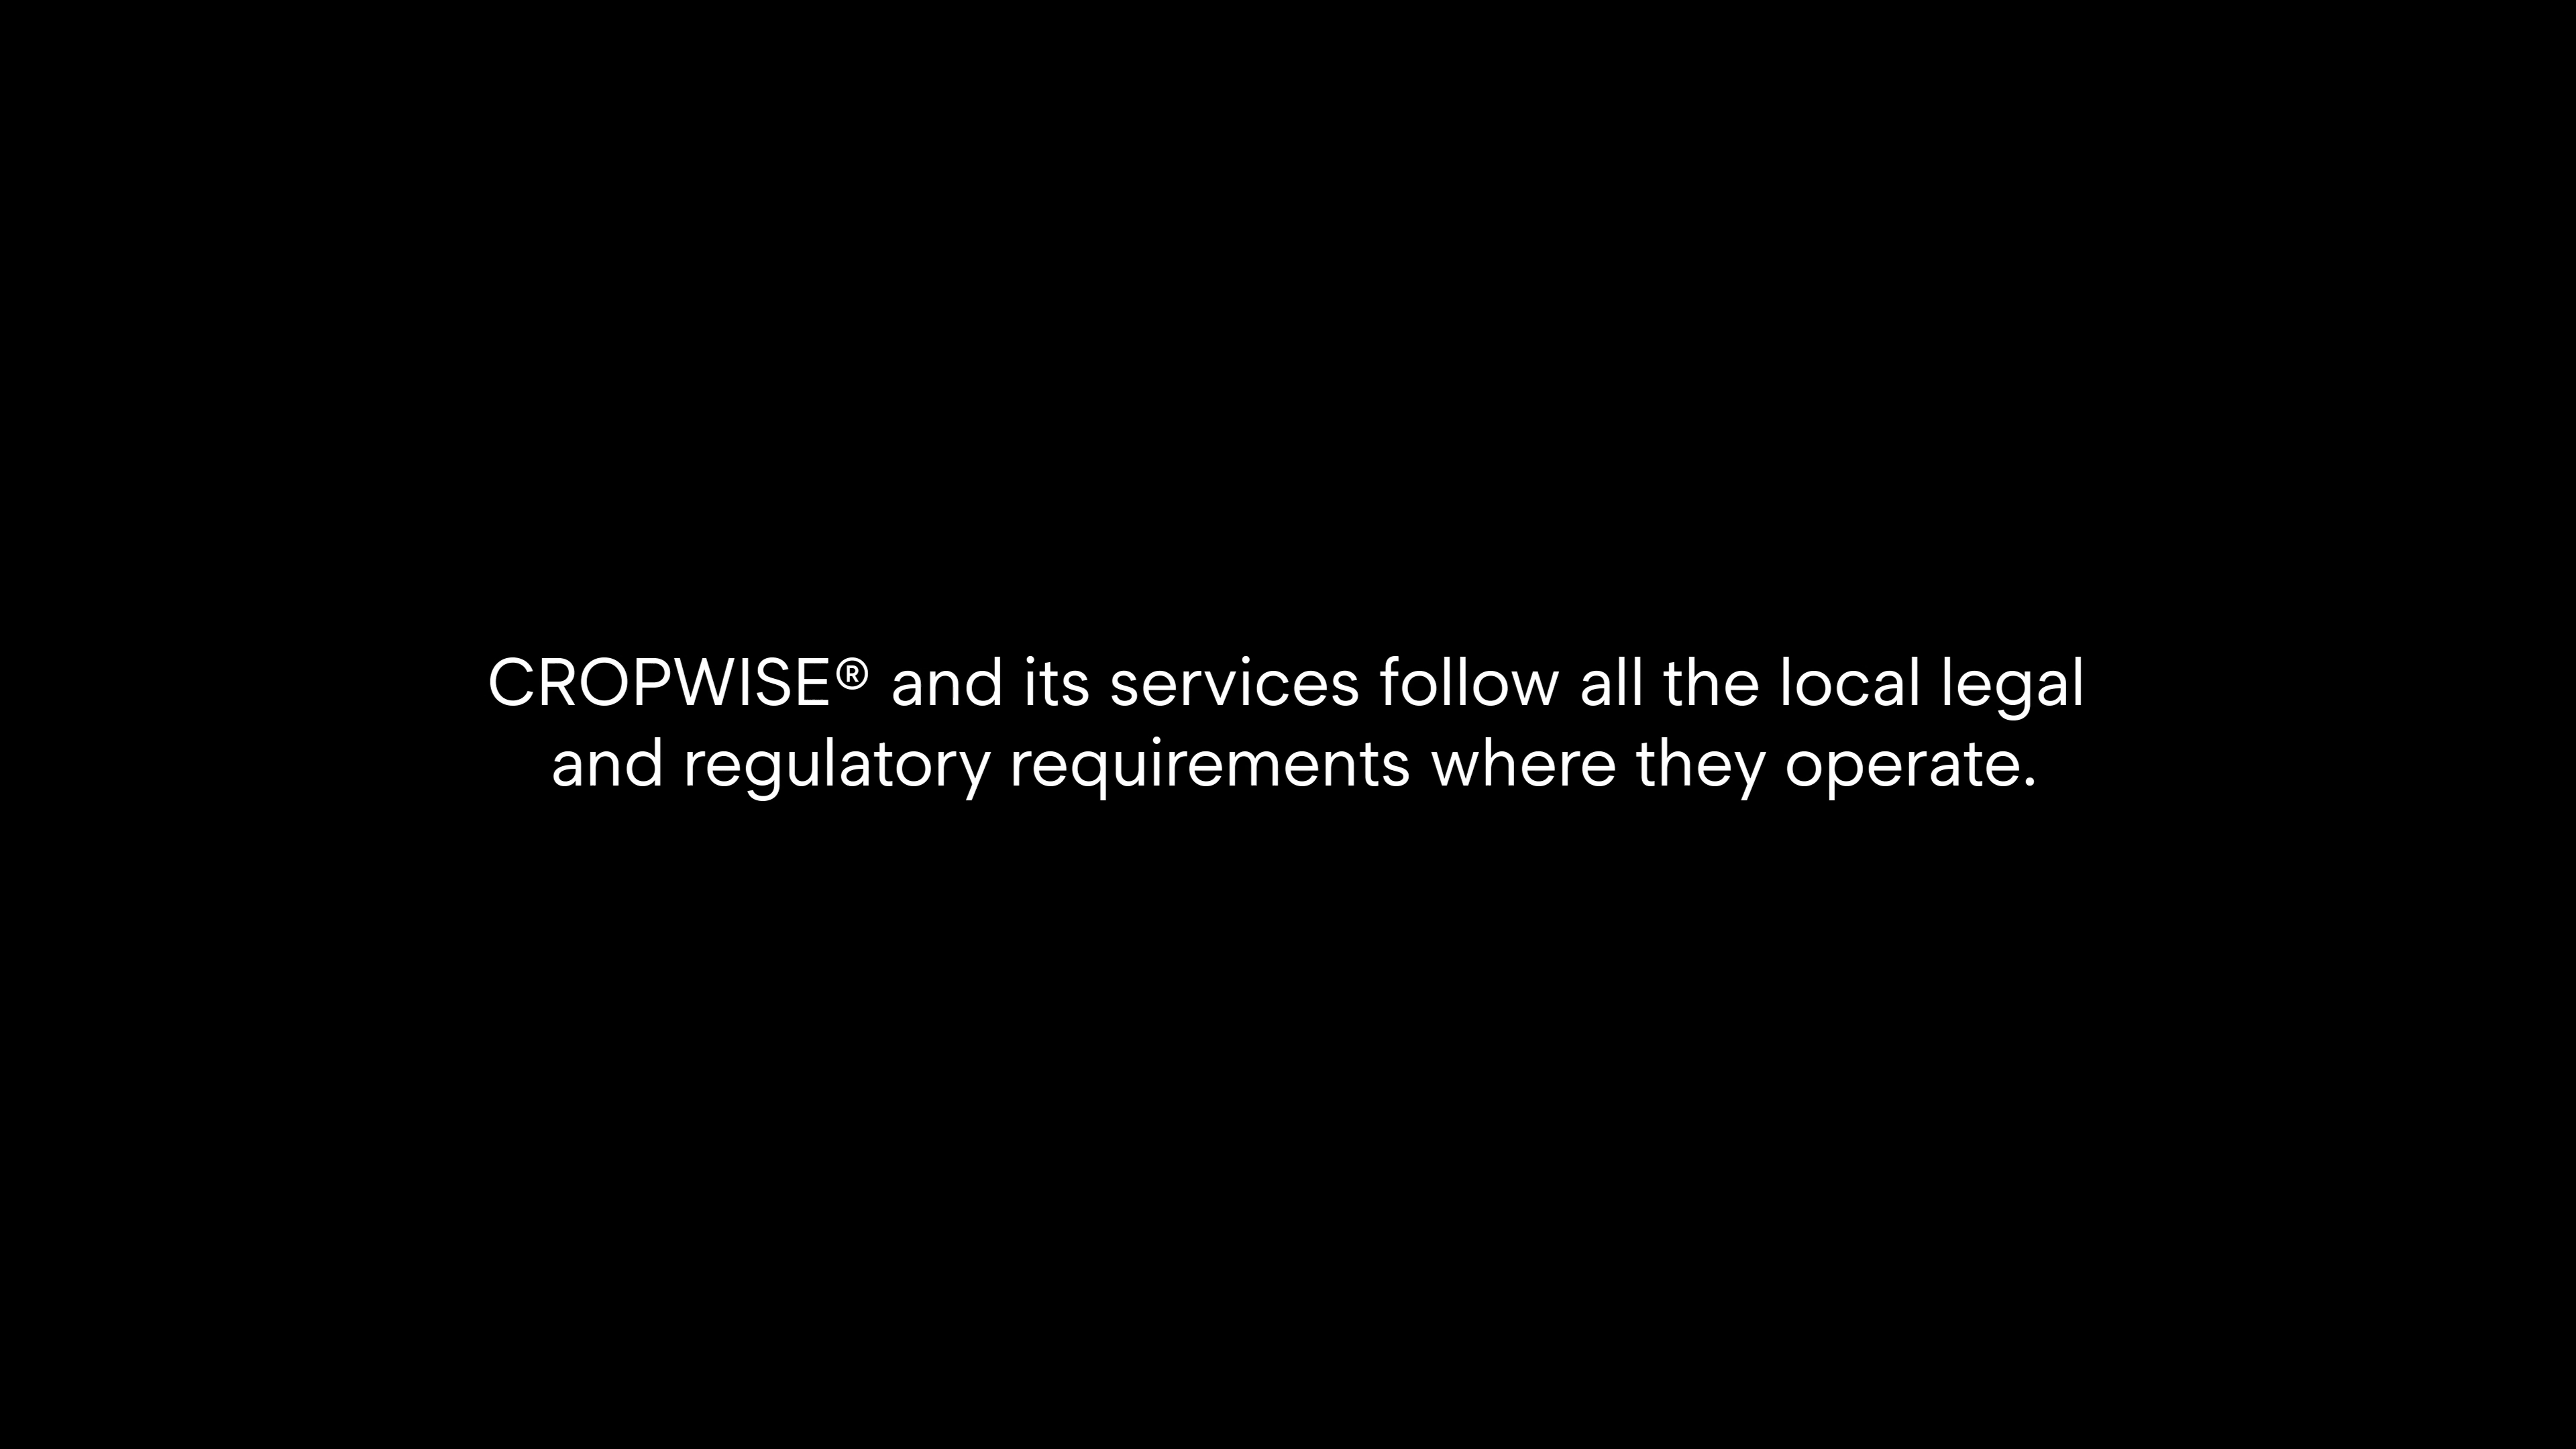 CROPWISE® and its services follow all the local legal
and regulatory requirements where they operate.